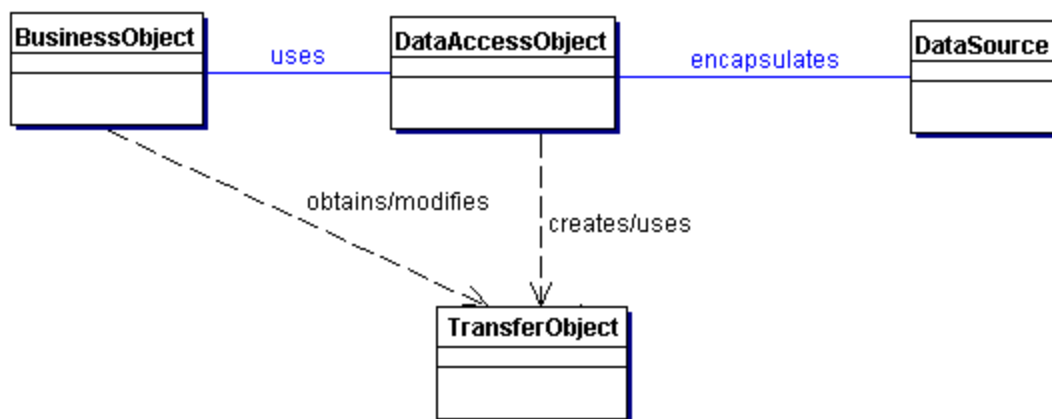 BusinessObject
uses
DataAccessObject
encapsulates
DataSource
obtains/modifies
creates/uses
TransferObject